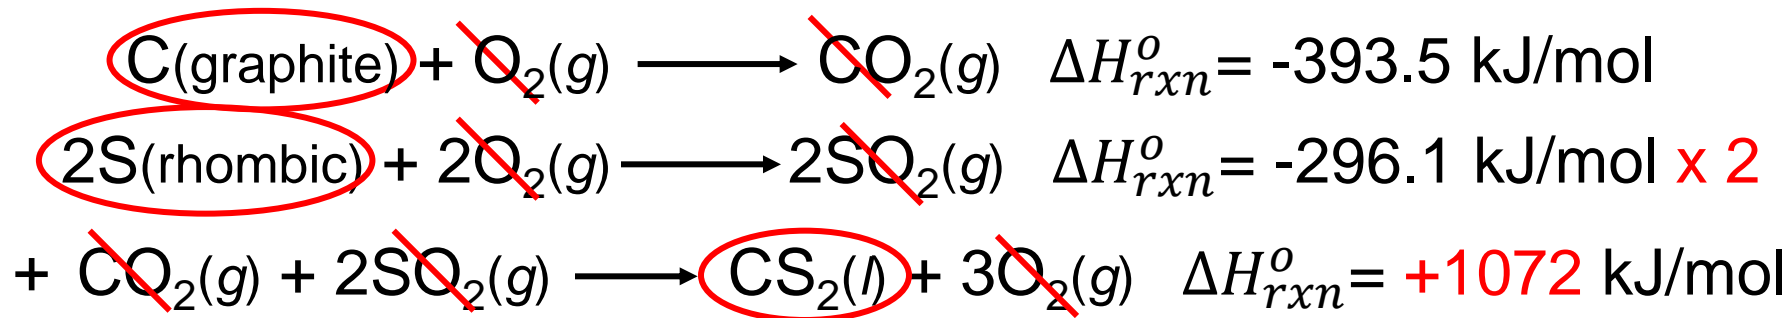 C(graphite) + O₂(g) ⟶ CO₂(g) ΔH°rxn = -393.5 kJ/mol
2S(rhombic) + 2O₂(g) ⟶ 2SO₂(g) ΔH°rxn = -296.1 kJ/mol x 2
+ CO₂(g) + 2SO₂(g) ⟶ CS₂(l) + 3O₂(g) ΔH°rxn = +1072 kJ/mol